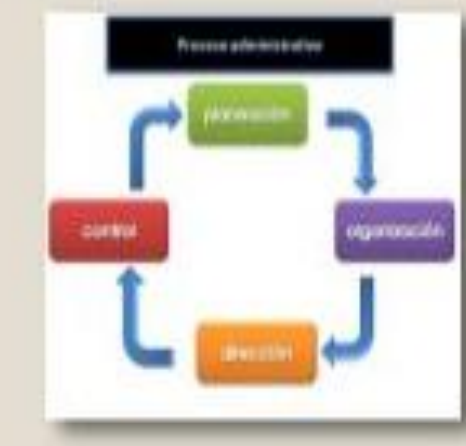 Proceso administrativo
planeación
organización
dirección
control